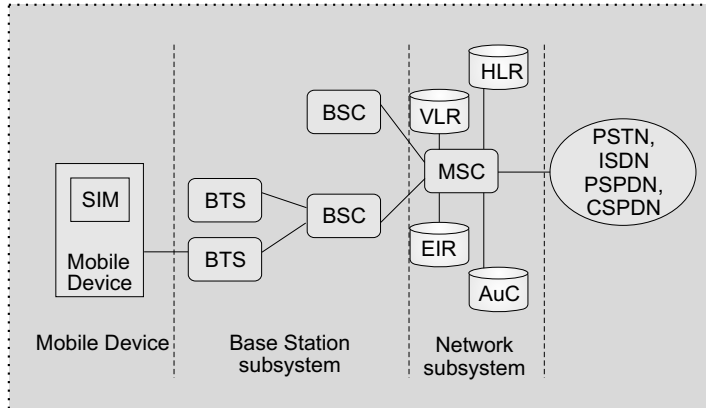 HLR
VLR
BSC
PSTN,
ISDN
PSPDN,
CSPDN
MSC
SIM
BTS
BSC
Mobile
Device
BTS
EIR
AuC
Mobile Device
Base Station
subsystem
Network
subsystem